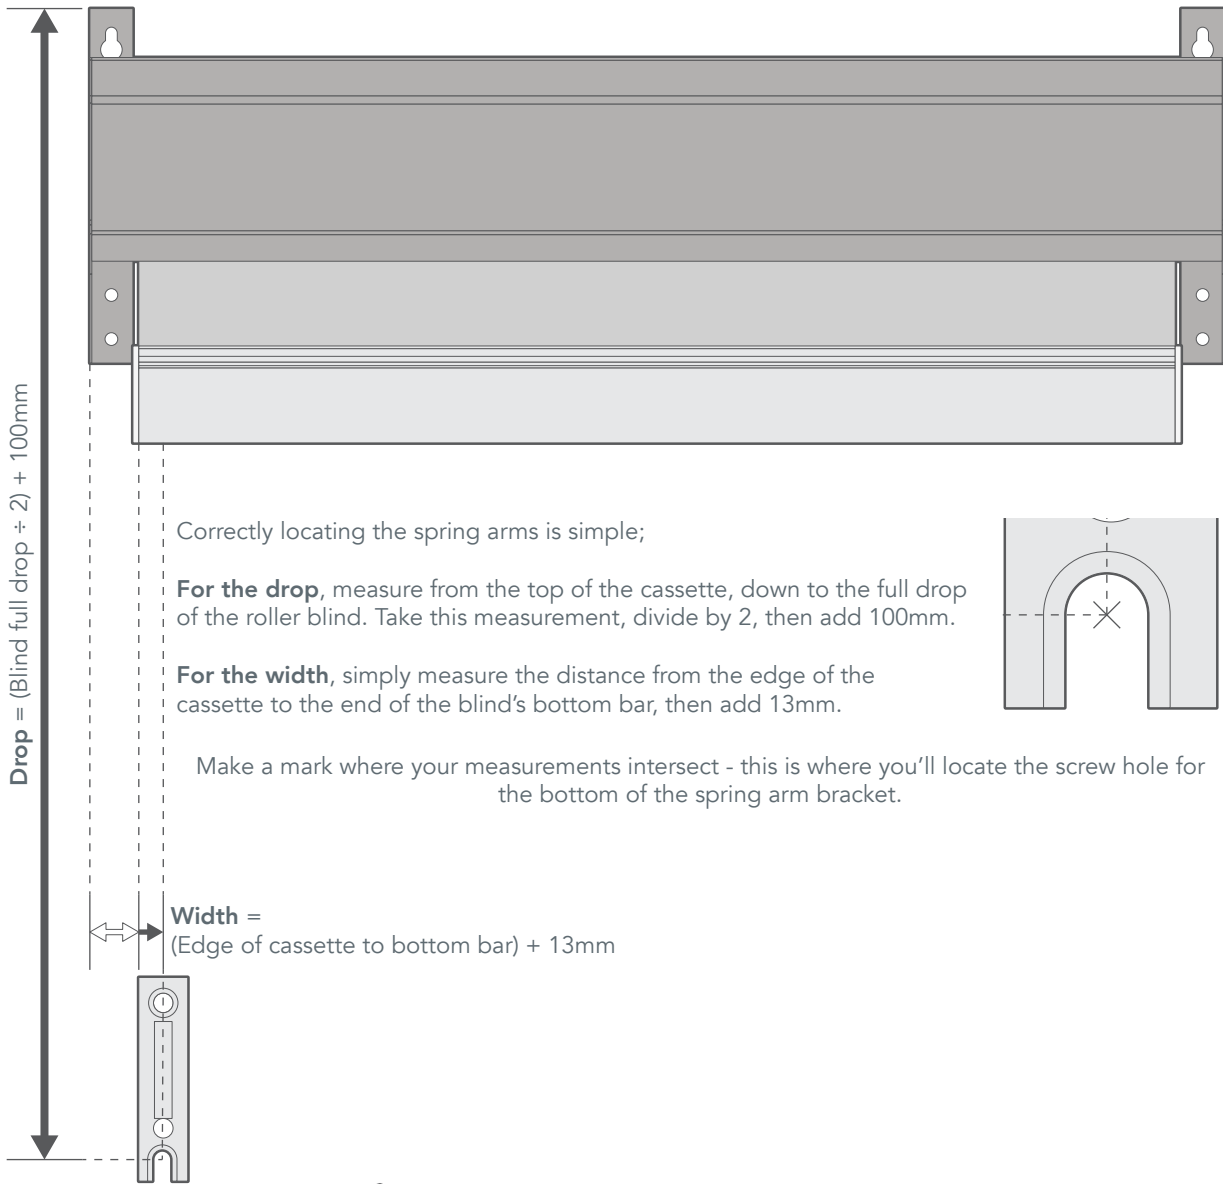 Drop = (Blind full drop ÷ 2) + 100mm
Correctly locating the spring arms is simple;
For the drop, measure from the top of the cassette, down to the full drop
of the roller blind. Take this measurement, divide by 2, then add 100mm.
For the width, simply measure the distance from the edge of the
cassette to the end of the blind's bottom bar, then add 13mm.
Make a mark where your measurements intersect - this is where you'll locate the screw hole for
the bottom of the spring arm bracket.
Width =
(Edge of cassette to bottom bar) + 13mm